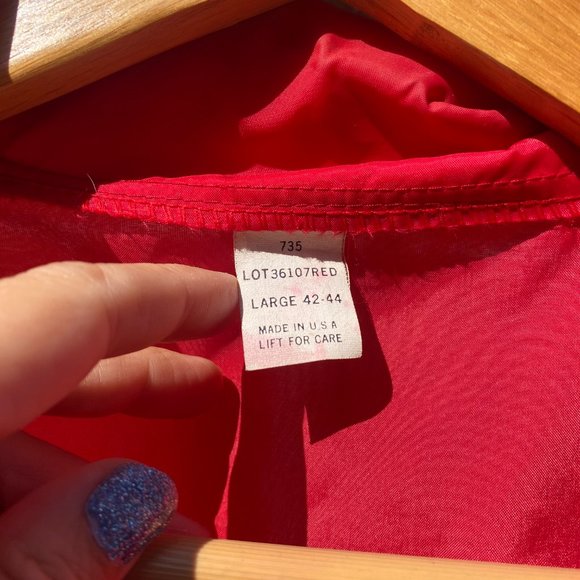 735
LOT36107RED
LARGE 42-44
MADE IN U.S A
LIFT FOR CARE